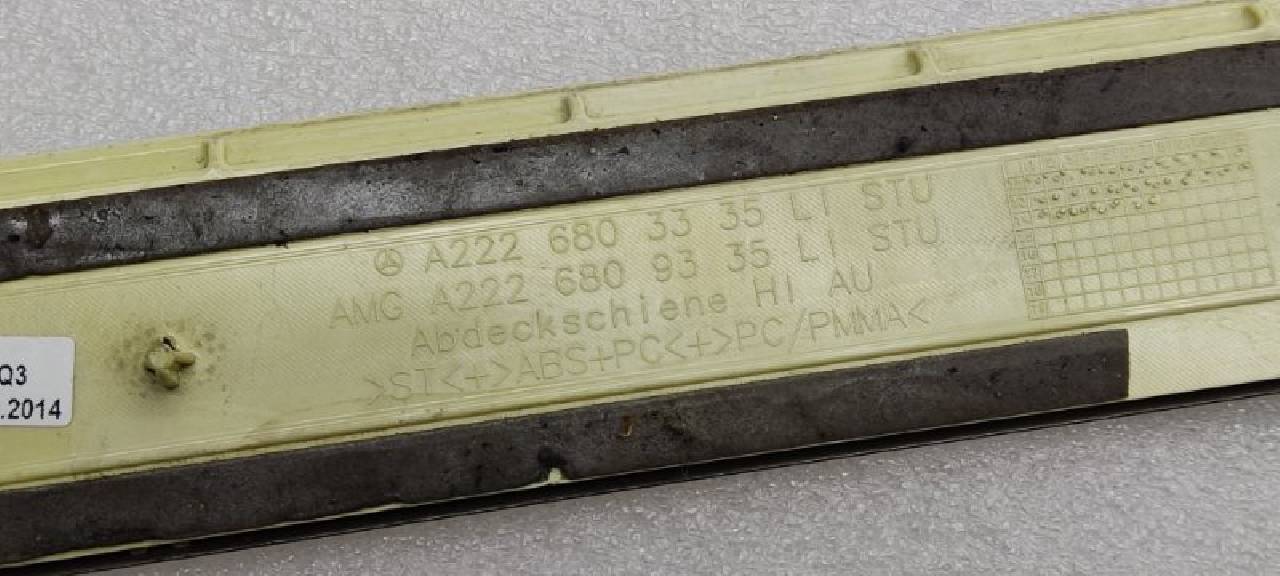 A222 680 33 35 LI STU
AMG A222 680 93 35 LI STU
Abdeckschiene HI AU
>ST<+>ABS+PC<+>PC/PMMA<
Q3
.2014